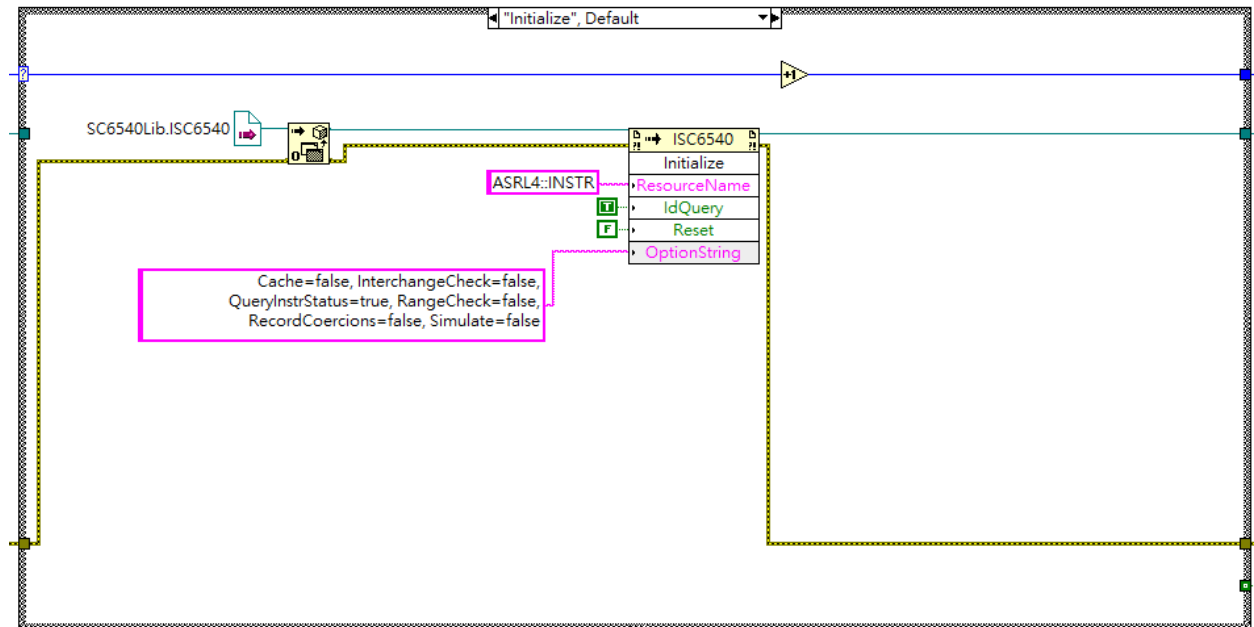 "Initialize", Default
?
+1
SC6540Lib.ISC6540
ISC6540
Initialize
ASRL4::INSTR
ResourceName
T
IdQuery
F
Reset
OptionString
Cache=false, InterchangeCheck=false,
QueryInstrStatus=true, RangeCheck=false,
RecordCoercions=false, Simulate=false